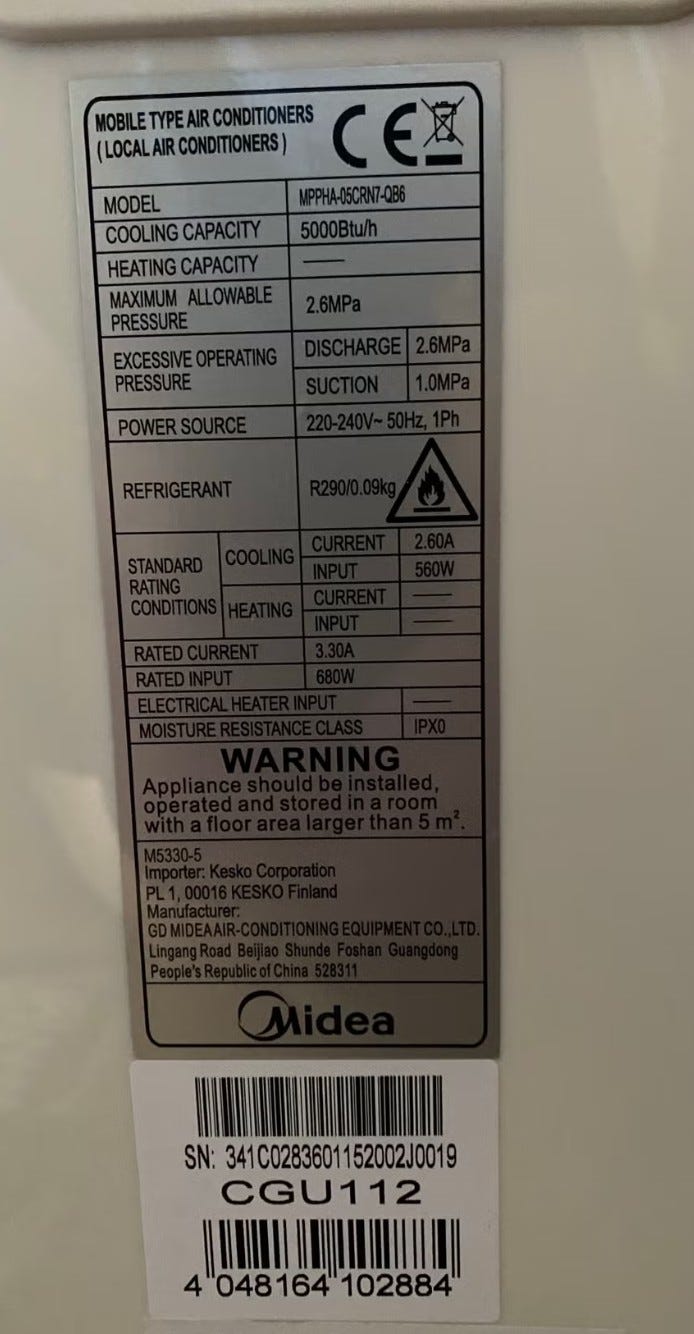 MOBILE TYPE AIR CONDITIONERS
( LOCAL AIR CONDITIONERS )
CE
MODEL MPPHA-05CRN7-QB6
COOLING CAPACITY 5000Btu/h
HEATING CAPACITY ——
MAXIMUM ALLOWABLE
PRESSURE 2.6MPa
EXCESSIVE OPERATING
PRESSURE
DISCHARGE 2.6MPa
SUCTION 1.0MPa
POWER SOURCE 220-240V~ 50Hz, 1Ph
REFRIGERANT R290/0.09kg
STANDARD
RATING
CONDITIONS
COOLING
CURRENT 2.60A
INPUT 560W
HEATING
CURRENT ——
INPUT ——
RATED CURRENT 3.30A
RATED INPUT 680W
ELECTRICAL HEATER INPUT ——
MOISTURE RESISTANCE CLASS IPX0
WARNING
Appliance should be installed,
operated and stored in a room
with a floor area larger than 5 m².
M5330-5
Importer: Kesko Corporation
PL 1, 00016 KESKO Finland
Manufacturer:
GD MIDEA AIR-CONDITIONING EQUIPMENT CO.,LTD.
Lingang Road Beijiao Shunde Foshan Guangdong
People's Republic of China 528311
Midea
SN: 341C0283601152002J0019
CGU112
4 048164 102884